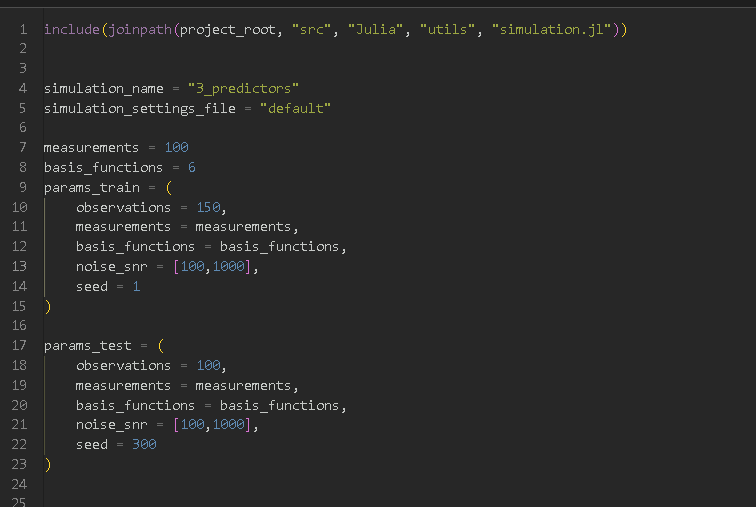 1 include(joinpath(project_root, "src", "Julia", "utils", "simulation.jl"))
2
3
4 simulation_name = "3_predictors"
5 simulation_settings_file = "default"
6
7 measurements = 100
8 basis_functions = 6
9 params_train = (
10     observations = 150,
11     measurements = measurements,
12     basis_functions = basis_functions,
13     noise_snr = [100,1000],
14     seed = 1
15 )
16
17 params_test = (
18     observations = 100,
19     measurements = measurements,
20     basis_functions = basis_functions,
21     noise_snr = [100,1000],
22     seed = 300
23 )
24
25